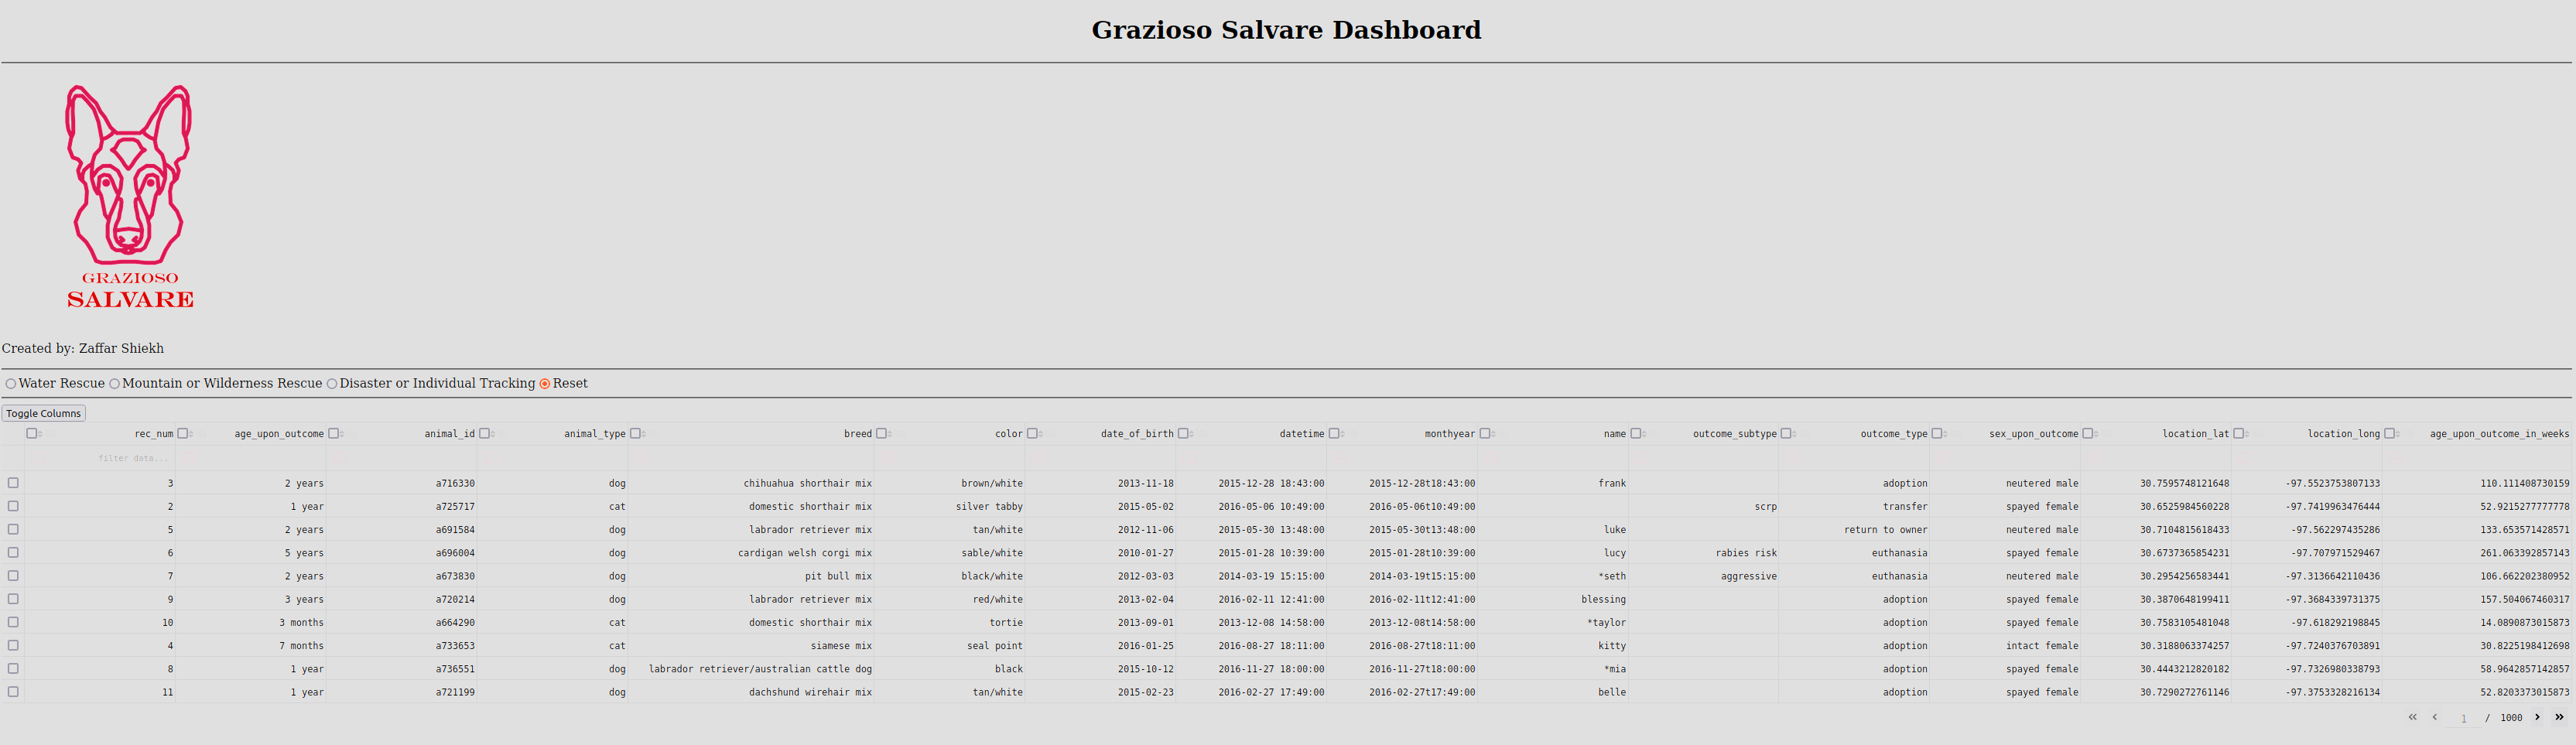 Grazioso Salvare Dashboard
GRAZIOSO
SALVARE
Created by: Zaffar Shiekh
Water Rescue Mountain or Wilderness Rescue Disaster or Individual Tracking Reset
Toggle Columns
rec_num age_upon_outcome animal_id animal_type breed color date_of_birth datetime monthyear name outcome_subtype outcome_type sex_upon_outcome location_lat location_long age_upon_outcome_in_weeks
filter data...
3 2 years a716330 dog chihuahua shorthair mix brown/white 2013-11-18 2015-12-28 18:43:00 2015-12-28t18:43:00 frank adoption neutered male 30.7595748121648 -97.5523753807133 110.111408730159
2 1 year a725717 cat domestic shorthair mix silver tabby 2015-05-02 2016-05-06 10:49:00 2016-05-06t10:49:00 scrp transfer spayed female 30.6525984560228 -97.7419963476444 52.9215277777778
5 2 years a691584 dog labrador retriever mix tan/white 2012-11-06 2015-05-30 13:48:00 2015-05-30t13:48:00 luke return to owner neutered male 30.7104815618433 -97.562297435286 133.653571428571
6 5 years a696004 dog cardigan welsh corgi mix sable/white 2010-01-27 2015-01-28 10:39:00 2015-01-28t10:39:00 lucy rabies risk euthanasia spayed female 30.6737365854231 -97.707971529467 261.063392857143
7 2 years a673830 dog pit bull mix black/white 2012-03-03 2014-03-19 15:15:00 2014-03-19t15:15:00 *seth aggressive euthanasia neutered male 30.2954256583441 -97.3136642110436 106.662202380952
9 3 years a720214 dog labrador retriever mix red/white 2013-02-04 2016-02-11 12:41:00 2016-02-11t12:41:00 blessing adoption spayed female 30.3870648199411 -97.3684339731375 157.504067460317
10 3 months a664290 cat domestic shorthair mix tortie 2013-09-01 2013-12-08 14:58:00 2013-12-08t14:58:00 *taylor adoption spayed female 30.7583105481048 -97.618292198845 14.0890873015873
4 7 months a733653 cat siamese mix seal point 2016-01-25 2016-08-27 18:11:00 2016-08-27t18:11:00 kitty adoption intact female 30.3188063374257 -97.7240376703891 30.8225198412698
8 1 year a736551 dog labrador retriever/australian cattle dog black 2015-10-12 2016-11-27 18:00:00 2016-11-27t18:00:00 *mia adoption spayed female 30.4443212820182 -97.7326980338793 58.9642857142857
11 1 year a721199 dog dachshund wirehair mix tan/white 2015-02-23 2016-02-27 17:49:00 2016-02-27t17:49:00 belle adoption spayed female 30.7290272761146 -97.3753328216134 52.8203373015873
1 / 1000